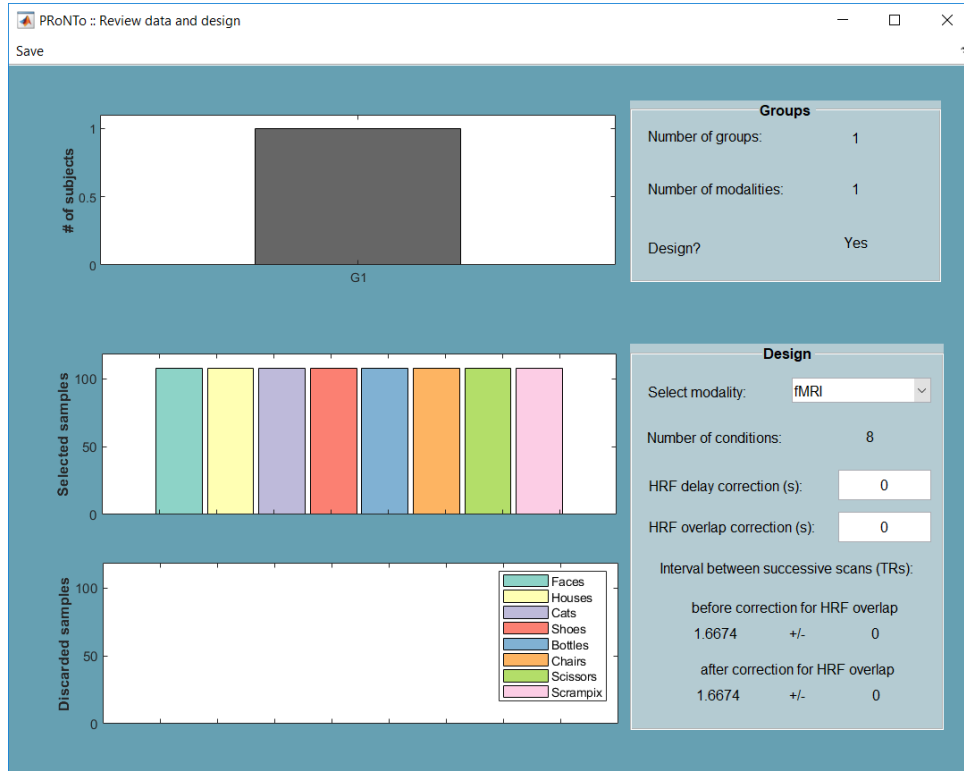 PRoNTo :: Review data and design
Save
# of subjects
1
0.5
0
G1
Groups
Number of groups: 1
Number of modalities: 1
Design? Yes
Selected samples
100
50
0
Design
Select modality: fMRI
Number of conditions: 8
HRF delay correction (s): 0
HRF overlap correction (s): 0
Interval between successive scans (TRs):
before correction for HRF overlap
1.6674 +/- 0
after correction for HRF overlap
1.6674 +/- 0
Discarded samples
100
50
0
Faces
Houses
Cats
Shoes
Bottles
Chairs
Scissors
Scrampix